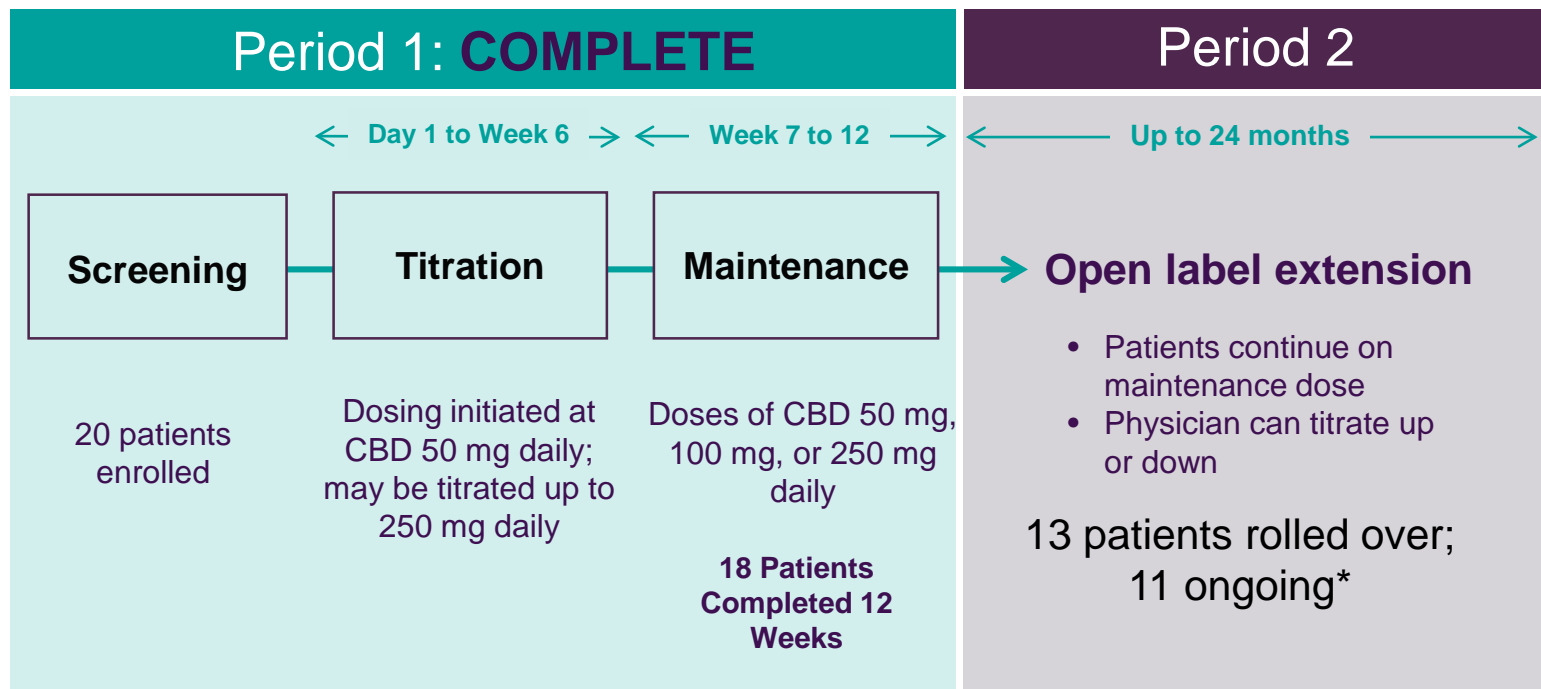 Period 1: COMPLETE
Period 2
Day 1 to Week 6
Week 7 to 12
Up to 24 months
Screening
Titration
Maintenance
Open label extension
20 patients
enrolled
Dosing initiated at
CBD 50 mg daily;
may be titrated up to
250 mg daily
Doses of CBD 50 mg,
100 mg, or 250 mg
daily
18 Patients
Completed 12
Weeks
• Patients continue on
maintenance dose
• Physician can titrate up
or down
13 patients rolled over;
11 ongoing*